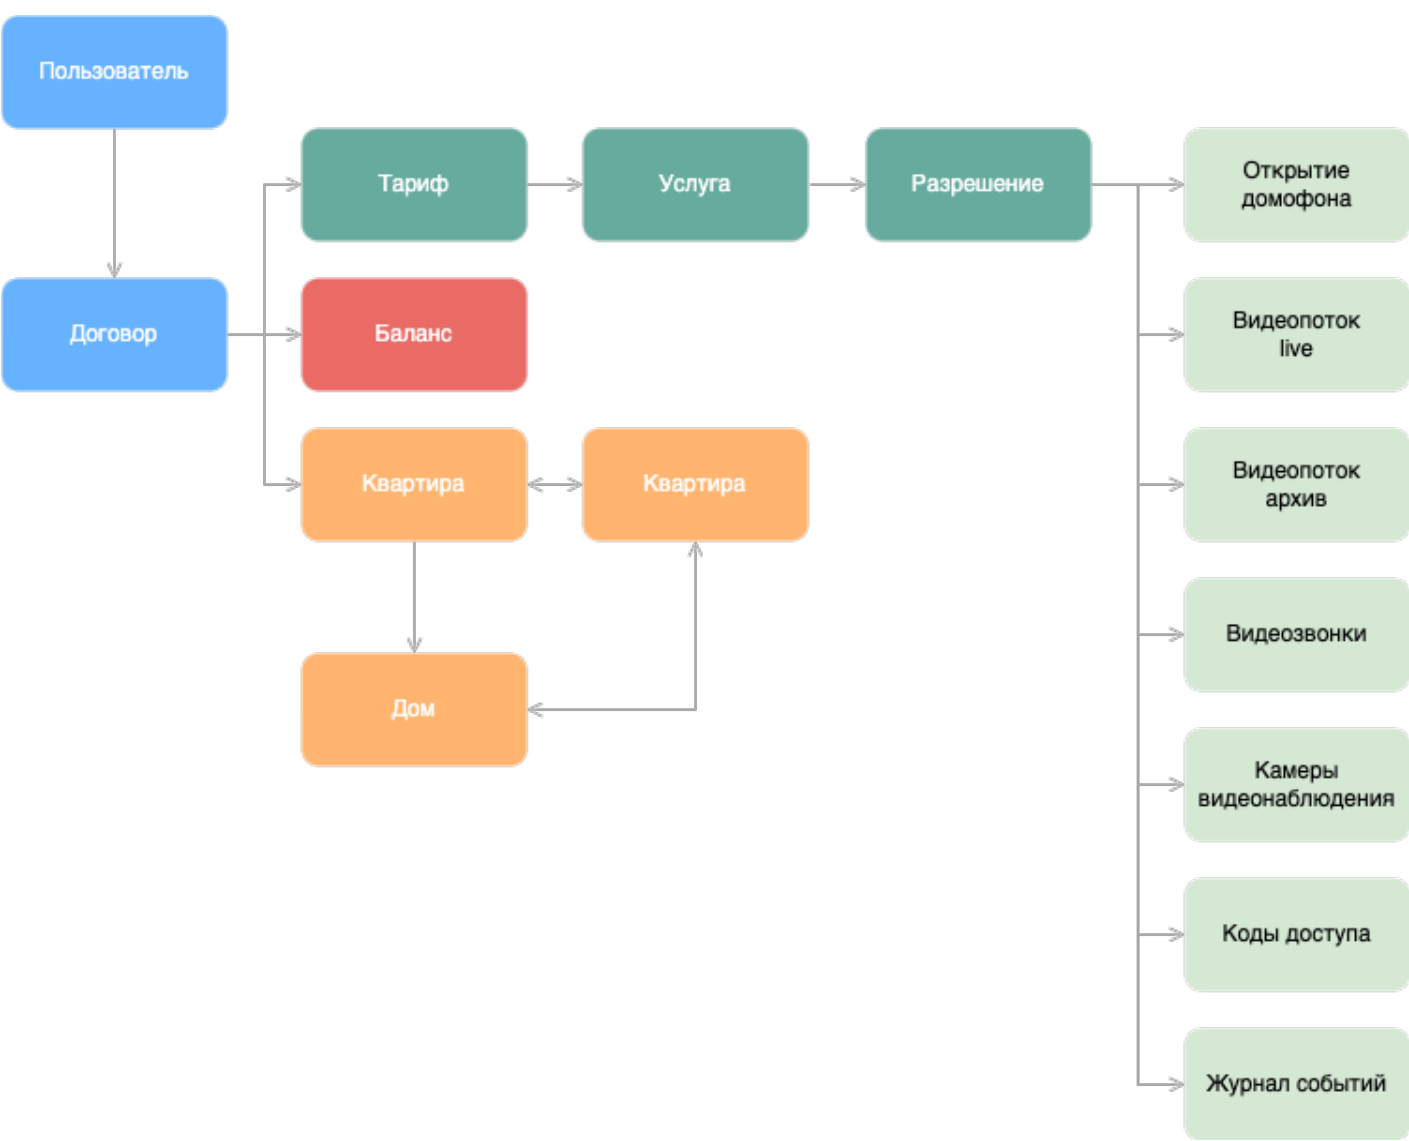 Пользователь
Тариф
Услуга
Разрешение
Открытие
домофона
Договор
Баланс
Видеопоток
live
Квартира
Квартира
Видеопоток
архив
Видеозвонки
Дом
Камеры
видеонаблюдения
Коды доступа
Журнал событий